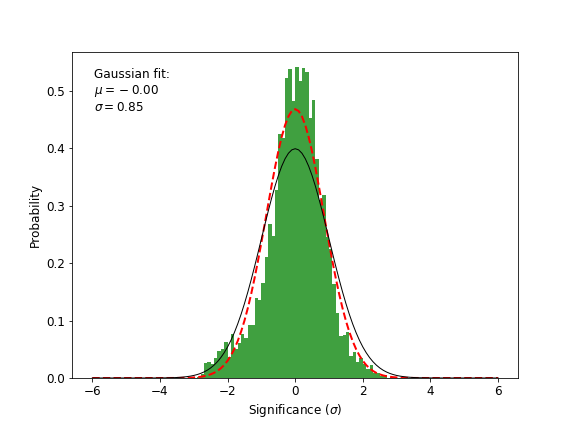 Gaussian fit:
μ = −0.00
σ = 0.85
Probability
0.5
0.4
0.3
0.2
0.1
0.0
−6 −4 −2 0 2 4 6
Significance (σ)